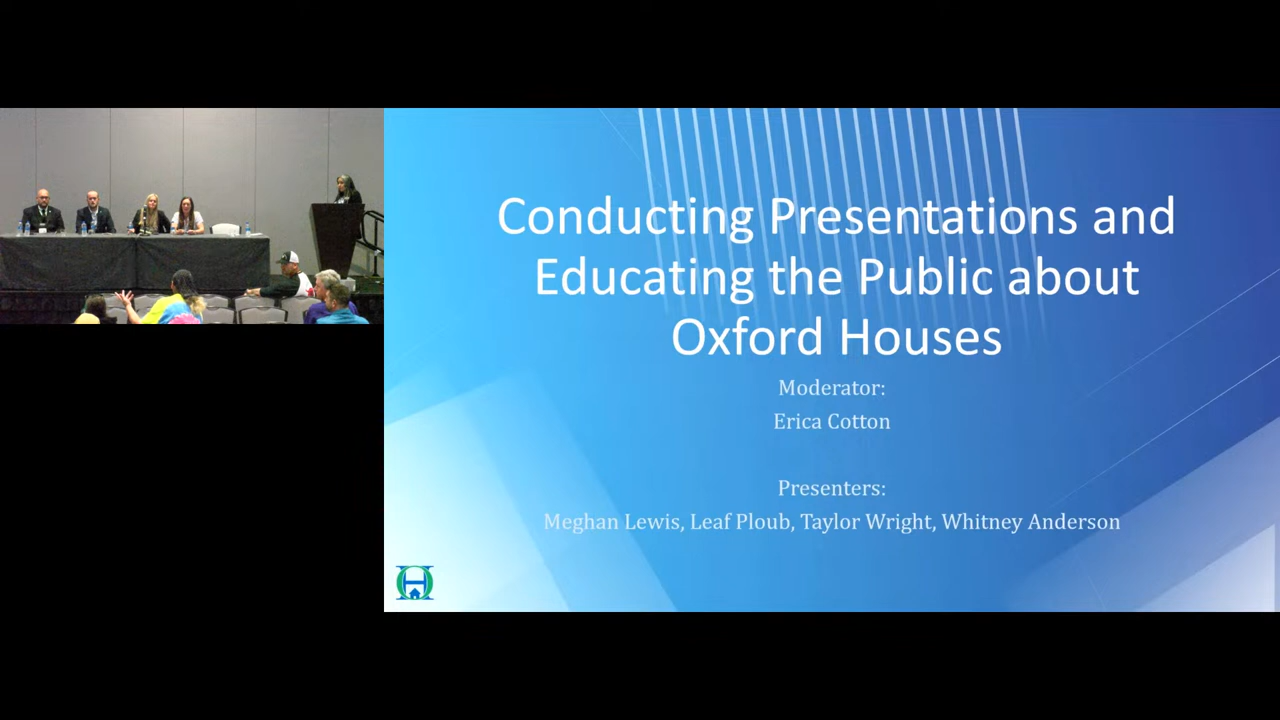 Conducting Presentations and
Educating the Public about
Oxford Houses
Moderator:
Erica Cotton
Presenters:
Meghan Lewis, Leaf Ploub, Taylor Wright, Whitney Anderson